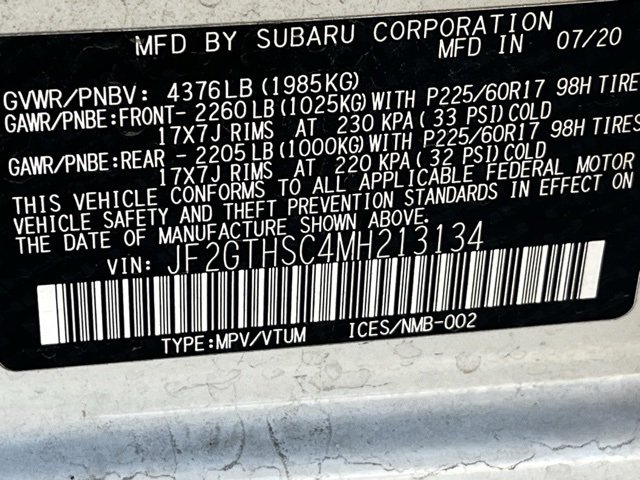 MFD BY SUBARU CORPORATION
MFD IN 07/20
GVWR/PNBV: 4376LB (1985KG)
GAWR/PNBE:FRONT- 2260LB (1025KG) WITH P225/60R17 98H TIRE
17X7J RIMS AT 230 KPA (33 PSI) COLD
GAWR/PNBE:REAR - 2205LB (1000KG) WITH P225/60R17 98H TIRES
17X7J RIMS AT 220 KPA (32 PSI) COLD
THIS VEHICLE CONFORMS TO ALL APPLICABLE FEDERAL MOTOR
VEHICLE SAFETY AND THEFT PREVENTION STANDARDS IN EFFECT ON
THE DATE OF MANUFACTURE SHOWN ABOVE.
VIN: JF2GTHSC4MH213134
TYPE:MPV/VTUM ICES/NMB-002